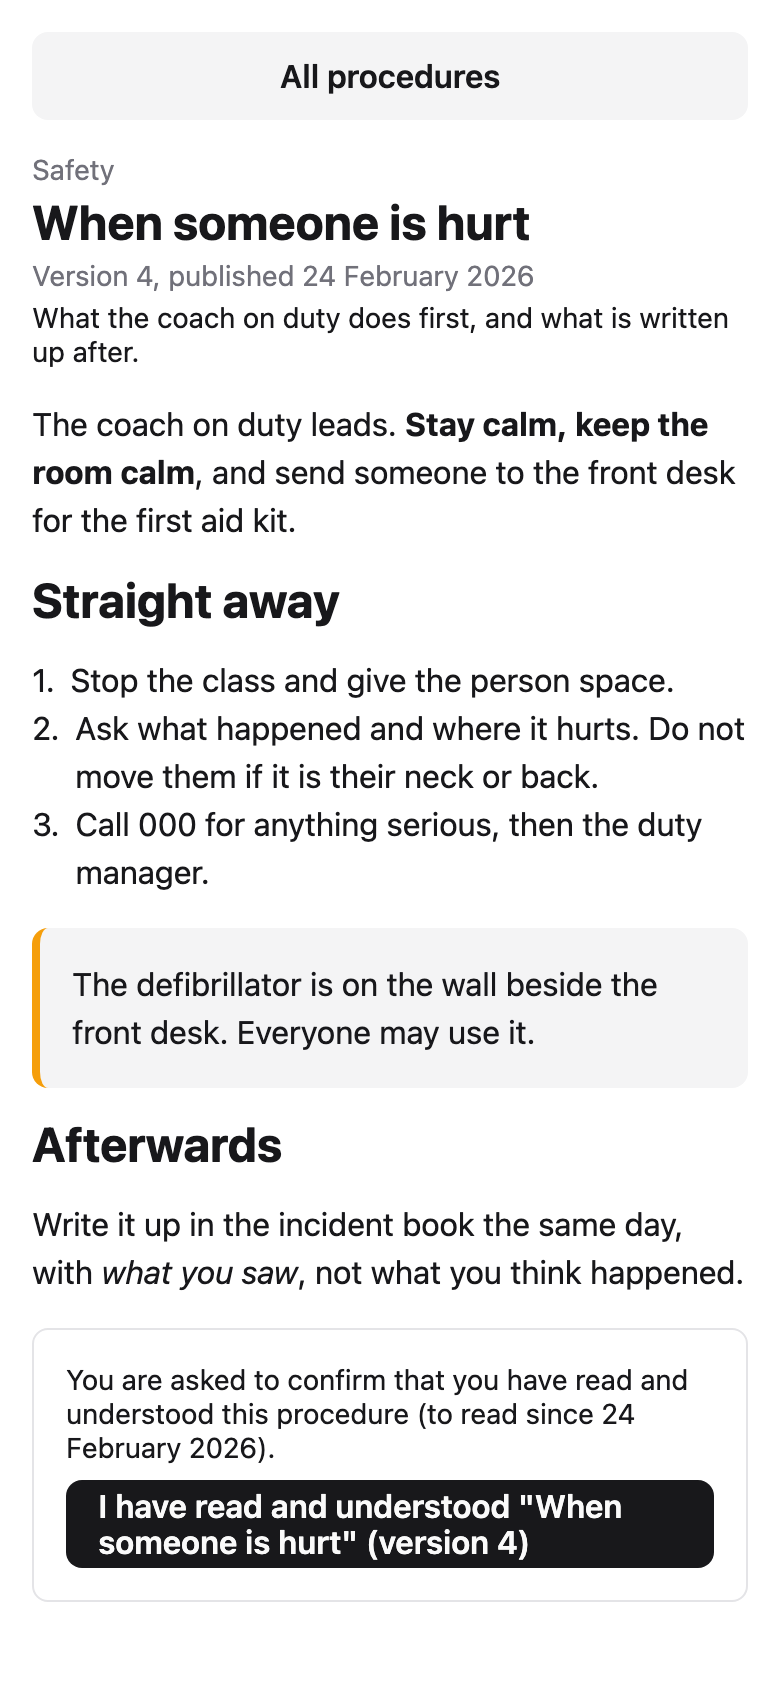 All procedures
Safety
When someone is hurt
Version 4, published 24 February 2026
What the coach on duty does first, and what is written
up after.
The coach on duty leads. Stay calm, keep the
room calm, and send someone to the front desk
for the first aid kit.
Straight away
1. Stop the class and give the person space.
2. Ask what happened and where it hurts. Do not
move them if it is their neck or back.
3. Call 000 for anything serious, then the duty
manager.
The defibrillator is on the wall beside the
front desk. Everyone may use it.
Afterwards
Write it up in the incident book the same day,
with what you saw, not what you think happened.
You are asked to confirm that you have read and
understood this procedure (to read since 24
February 2026).
I have read and understood "When
someone is hurt" (version 4)